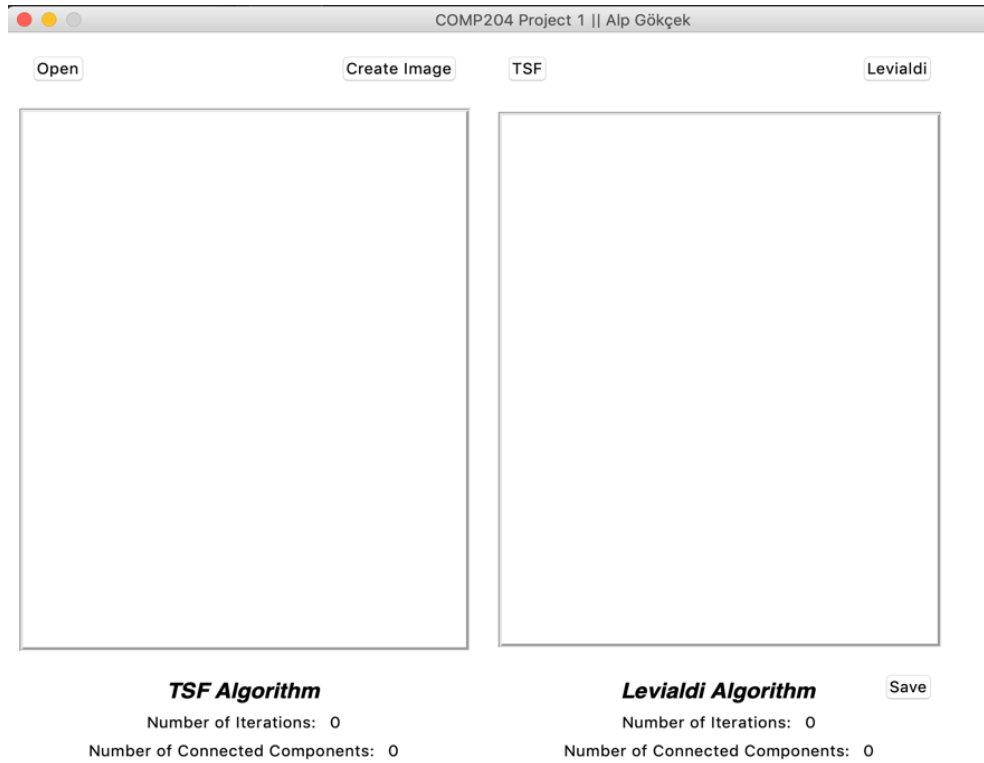 COMP204 Project 1 || Alp Gökçek
Open Create Image TSF Levialdi
TSF Algorithm
Number of Iterations: 0
Number of Connected Components: 0
Levialdi Algorithm
Save
Number of Iterations: 0
Number of Connected Components: 0